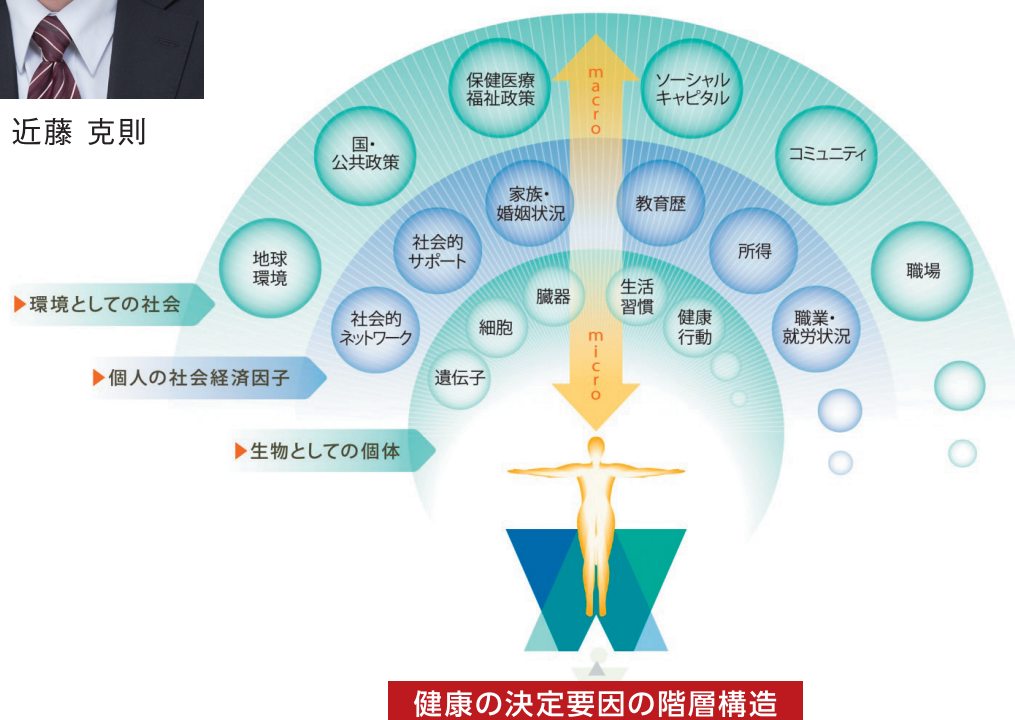 近藤 克則
macro
保健医療
福祉政策
ソーシャル
キャピタル
国・
公共政策
コミュニティ
家族・
婚姻状況
教育歴
社会的
サポート
所得
地球
環境
職場
臓器
生活
習慣
▶環境としての社会
社会的
ネットワーク
細胞
健康
行動
職業・
就労状況
micro
▶個人の社会経済因子
遺伝子
▶生物としての個体
健康の決定要因の階層構造